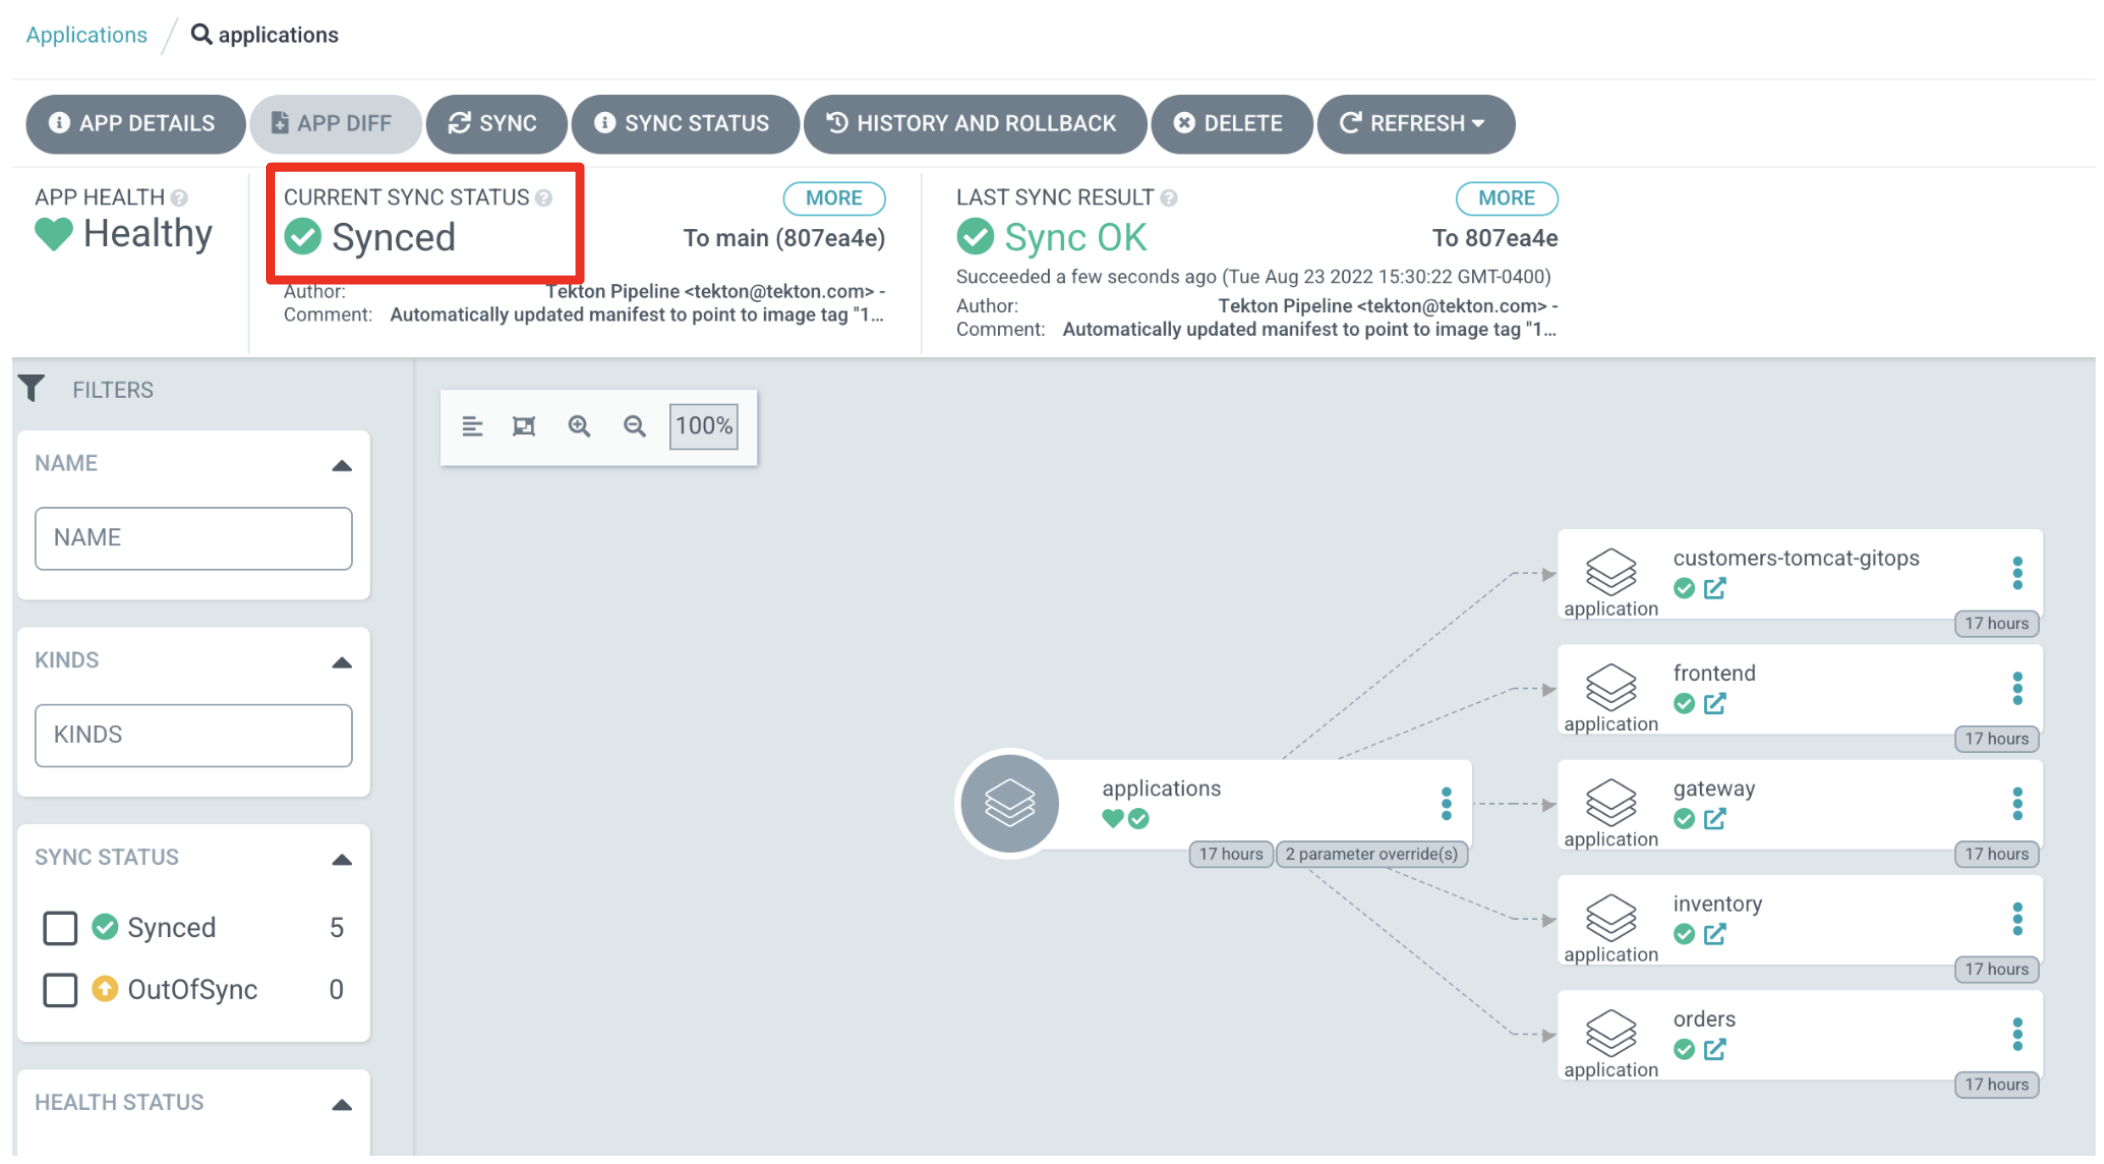 Applications / applications
APP DETAILS APP DIFF SYNC SYNC STATUS HISTORY AND ROLLBACK DELETE REFRESH
APP HEALTH
Healthy
CURRENT SYNC STATUS
MORE
Synced
To main (807ea4e)
Author: Tekton Pipeline <tekton@tekton.com> -
Comment: Automatically updated manifest to point to image tag "1...
LAST SYNC RESULT
MORE
Sync OK
To 807ea4e
Succeeded a few seconds ago (Tue Aug 23 2022 15:30:22 GMT-0400)
Author: Tekton Pipeline <tekton@tekton.com> -
Comment: Automatically updated manifest to point to image tag "1...
FILTERS
NAME
NAME
KINDS
KINDS
SYNC STATUS
Synced 5
OutOfSync 0
HEALTH STATUS
100%
applications
17 hours 2 parameter override(s)
customers-tomcat-gitops
application
17 hours
frontend
application
17 hours
gateway
application
17 hours
inventory
application
17 hours
orders
application
17 hours